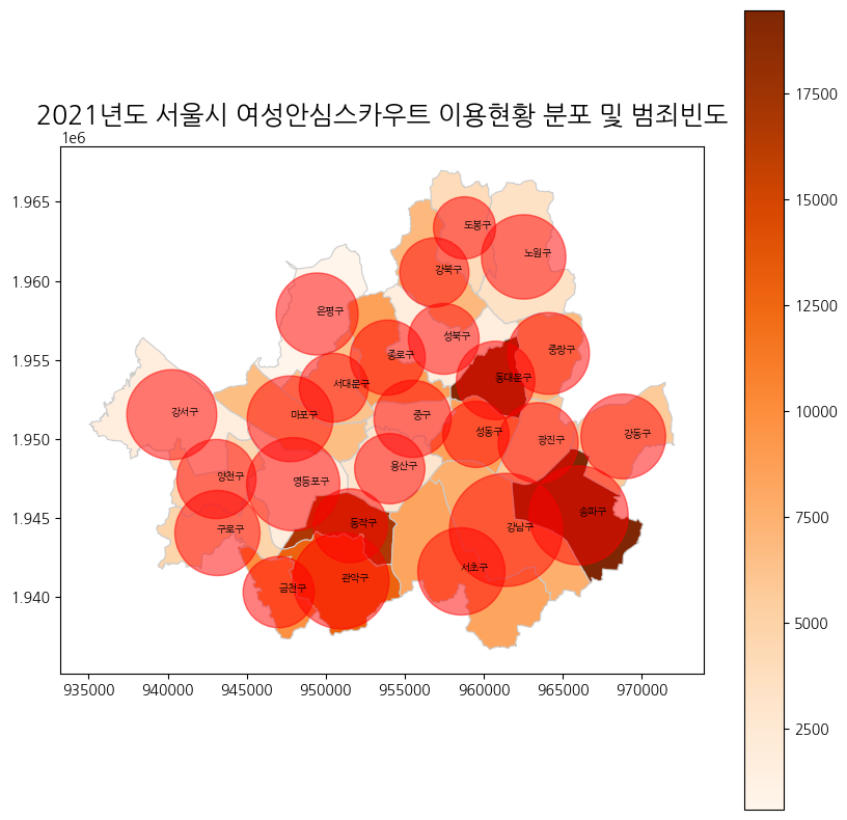 2021년도 서울시 여성안심스카우트 이용현황 분포 및 범죄빈도
1e6
1.965
1.960
1.955
1.950
1.945
1.940
935000 940000 945000 950000 955000 960000 965000 970000
도봉구
노원구
강북구
은평구
성북구
중랑구
종로구
동대문구
서대문구
강서구
마포구
중구
성동구
광진구
강동구
용산구
양천구
영등포구
송파구
동작구
강남구
구로구
서초구
관악구
금천구
17500
15000
12500
10000
7500
5000
2500